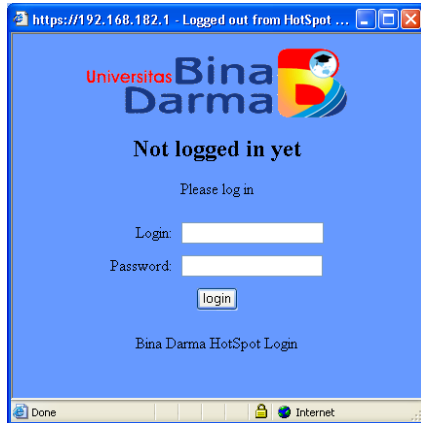 https://192.168.182.1 - Logged out from HotSpot ...
Universitas Bina
Darma
Not logged in yet
Please log in
Login:
Password:
login
Bina Darma HotSpot Login
Done
Internet